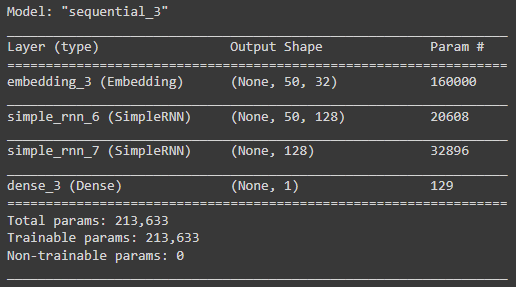 Model: "sequential_3"
Layer (type) Output Shape Param #
embedding_3 (Embedding) (None, 50, 32) 160000
simple_rnn_6 (SimpleRNN) (None, 50, 128) 20608
simple_rnn_7 (SimpleRNN) (None, 128) 32896
dense_3 (Dense) (None, 1) 129
Total params: 213,633
Trainable params: 213,633
Non-trainable params: 0